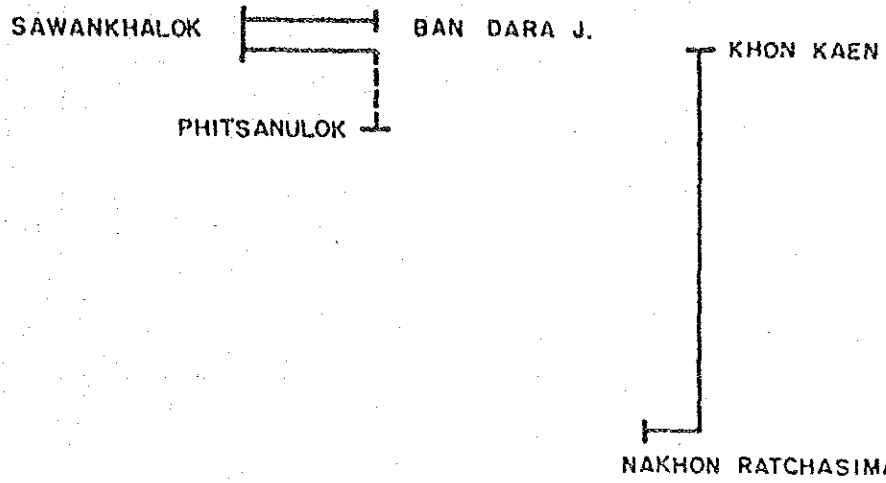 SAWANKHALOK
BAN DARA J.
KHON KAEN
PHITSANULOK
NAKHON RATCHASIMA